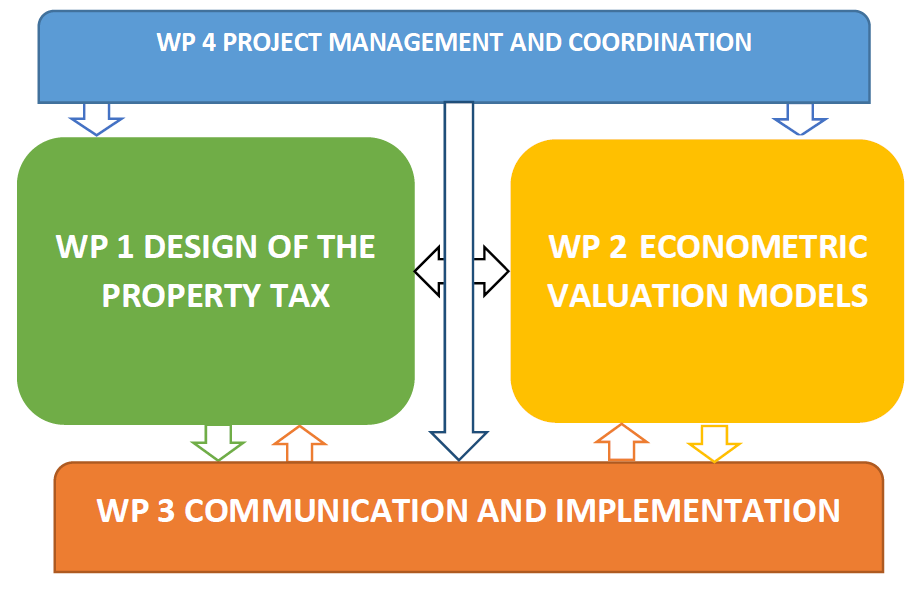 WP 4 PROJECT MANAGEMENT AND COORDINATION
WP 1 DESIGN OF THE
PROPERTY TAX
WP 2 ECONOMETRIC
VALUATION MODELS
WP 3 COMMUNICATION AND IMPLEMENTATION